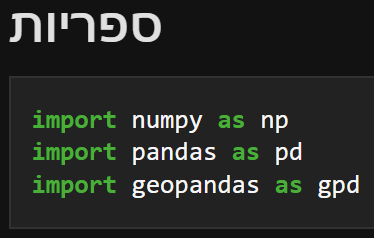 ספריות
import numpy as np
import pandas as pd
import geopandas as gpd